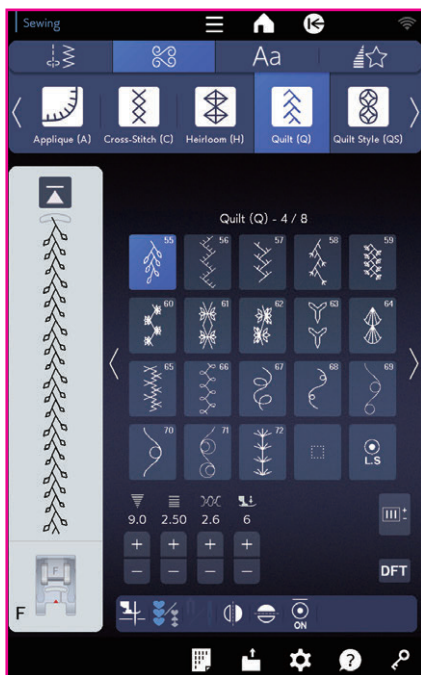 Sewing
Aa
Applique (A) Cross-Stitch (C) Heirloom (H) Quilt (Q) Quilt Style (QS)
Quilt (Q) - 4 / 8
55 56 57 58 59
60 61 62 63 64
65 66 67 68 69
70 71 72 L.S
9.0 2.50 2.6 6
+ + + +
− − − −
DFT
F F
ON
?